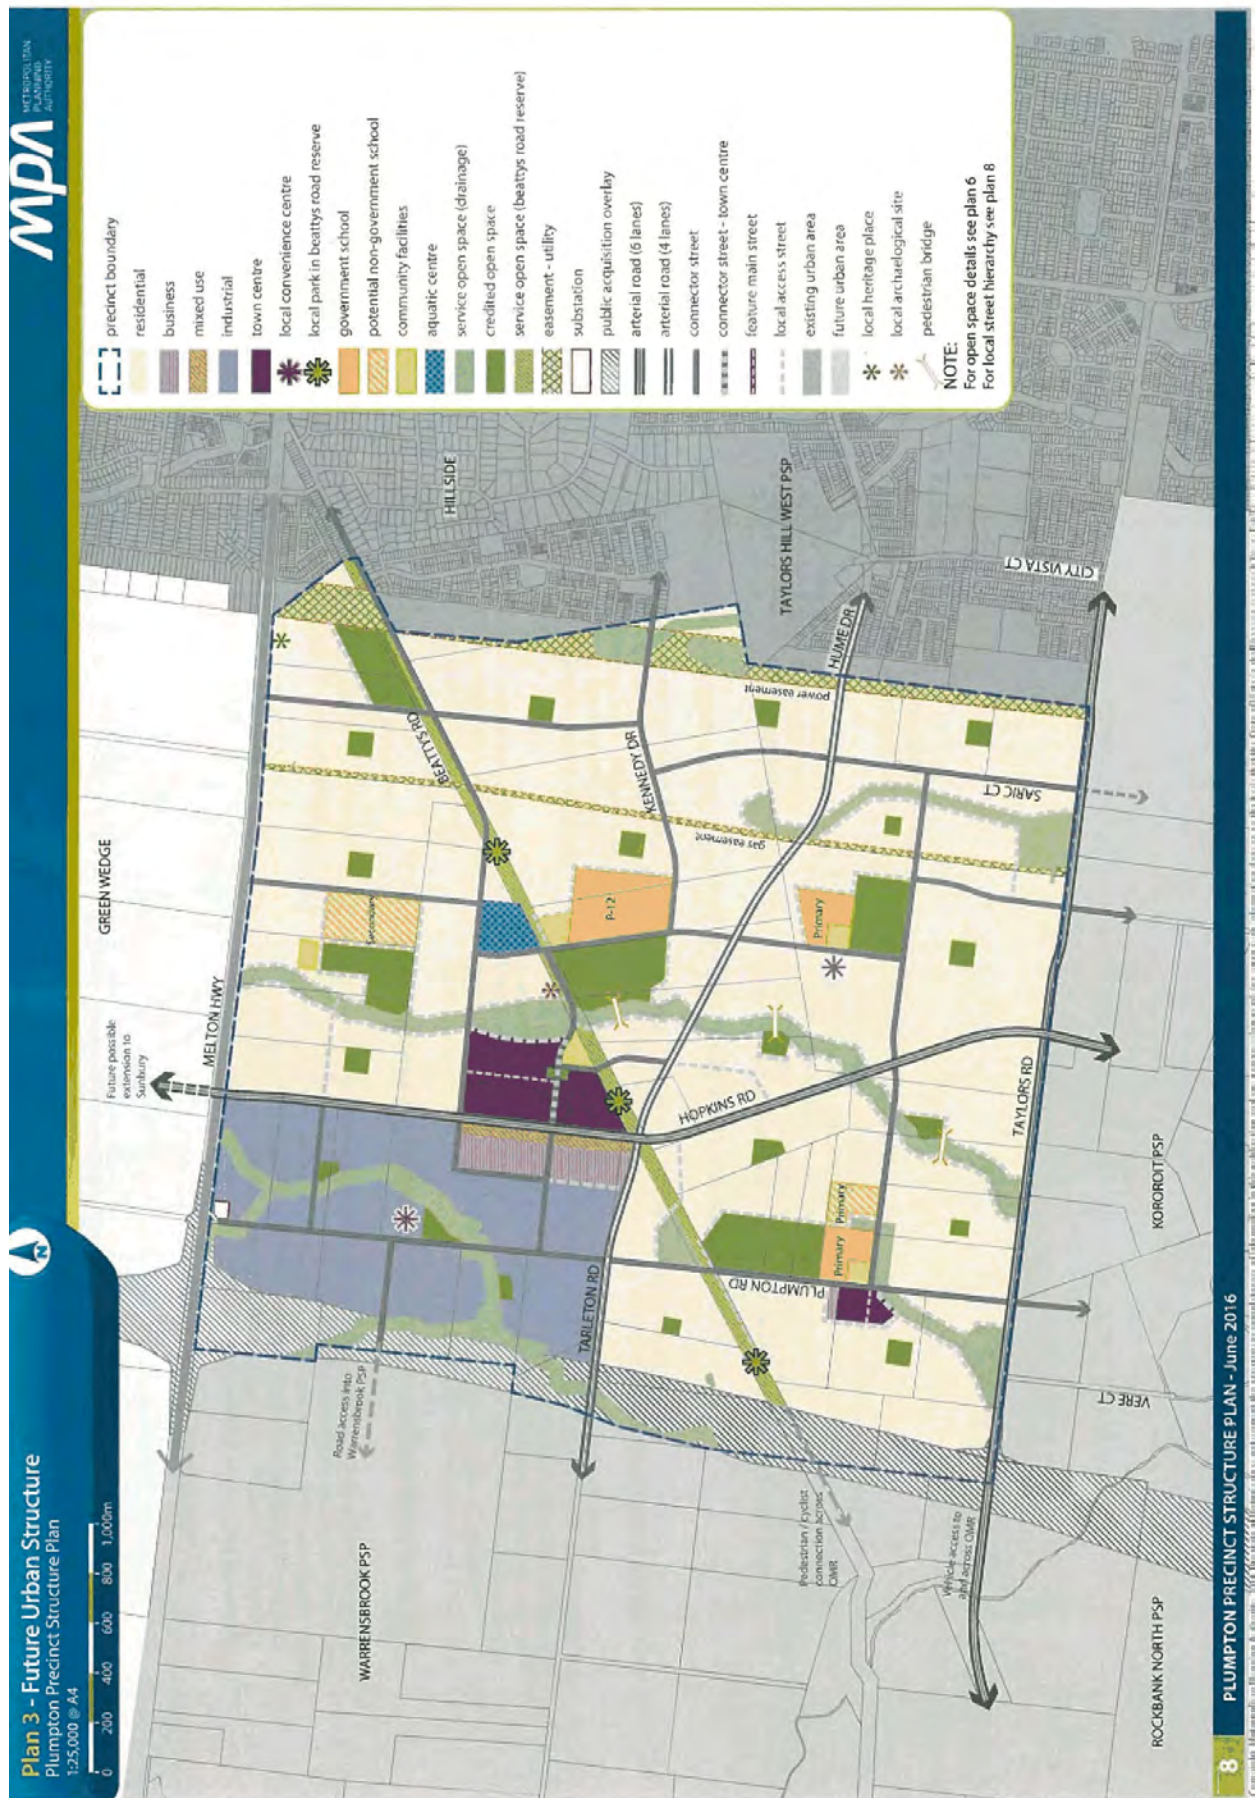 Plan 3 - Future Urban Structure
Plumpton Precinct Structure Plan
1:25,000 @ A4
0 200 400 600 800 1,000m
N
MPA
METROPOLITAN
PLANNING
AUTHORITY
precinct boundary
residential
business
mixed use
industrial
town centre
local convenience centre
local park in beattys road reserve
government school
potential non-government school
community facilities
aquatic centre
service open space (drainage)
credited open space
service open space (beattys road reserve)
easement - utility
substation
public acquisition overlay
arterial road (6 lanes)
arterial road (4 lanes)
connector street
connector street - town centre
feature main street
local access street
existing urban area
future urban area
local heritage place
local archaelogical site
pedestrian bridge
NOTE:
For open space details see plan 6
For local street hierarchy see plan 8
GREEN WEDGE
Future possible
extension to
Sunbury
MELTON HWY
HILLSIDE
BEATTYS RD
Secondary
KENNEDY DR
P-12
gas easement
power easement
TAYLORS HILL WEST PSP
HUME DR
CITY VISTA CT
SARIC CT
Primary
HOPKINS RD
TAYLORS RD
Primary
Primary
PLUMPTON RD
TARLETON RD
Road access into
Warrensbrook PSP
WARRENSBROOK PSP
Pedestrian / cyclist
connection across
OMR
Vehicle access to
and across OMR
VERE CT
KOROROIT PSP
ROCKBANK NORTH PSP
8
PLUMPTON PRECINCT STRUCTURE PLAN - June 2016